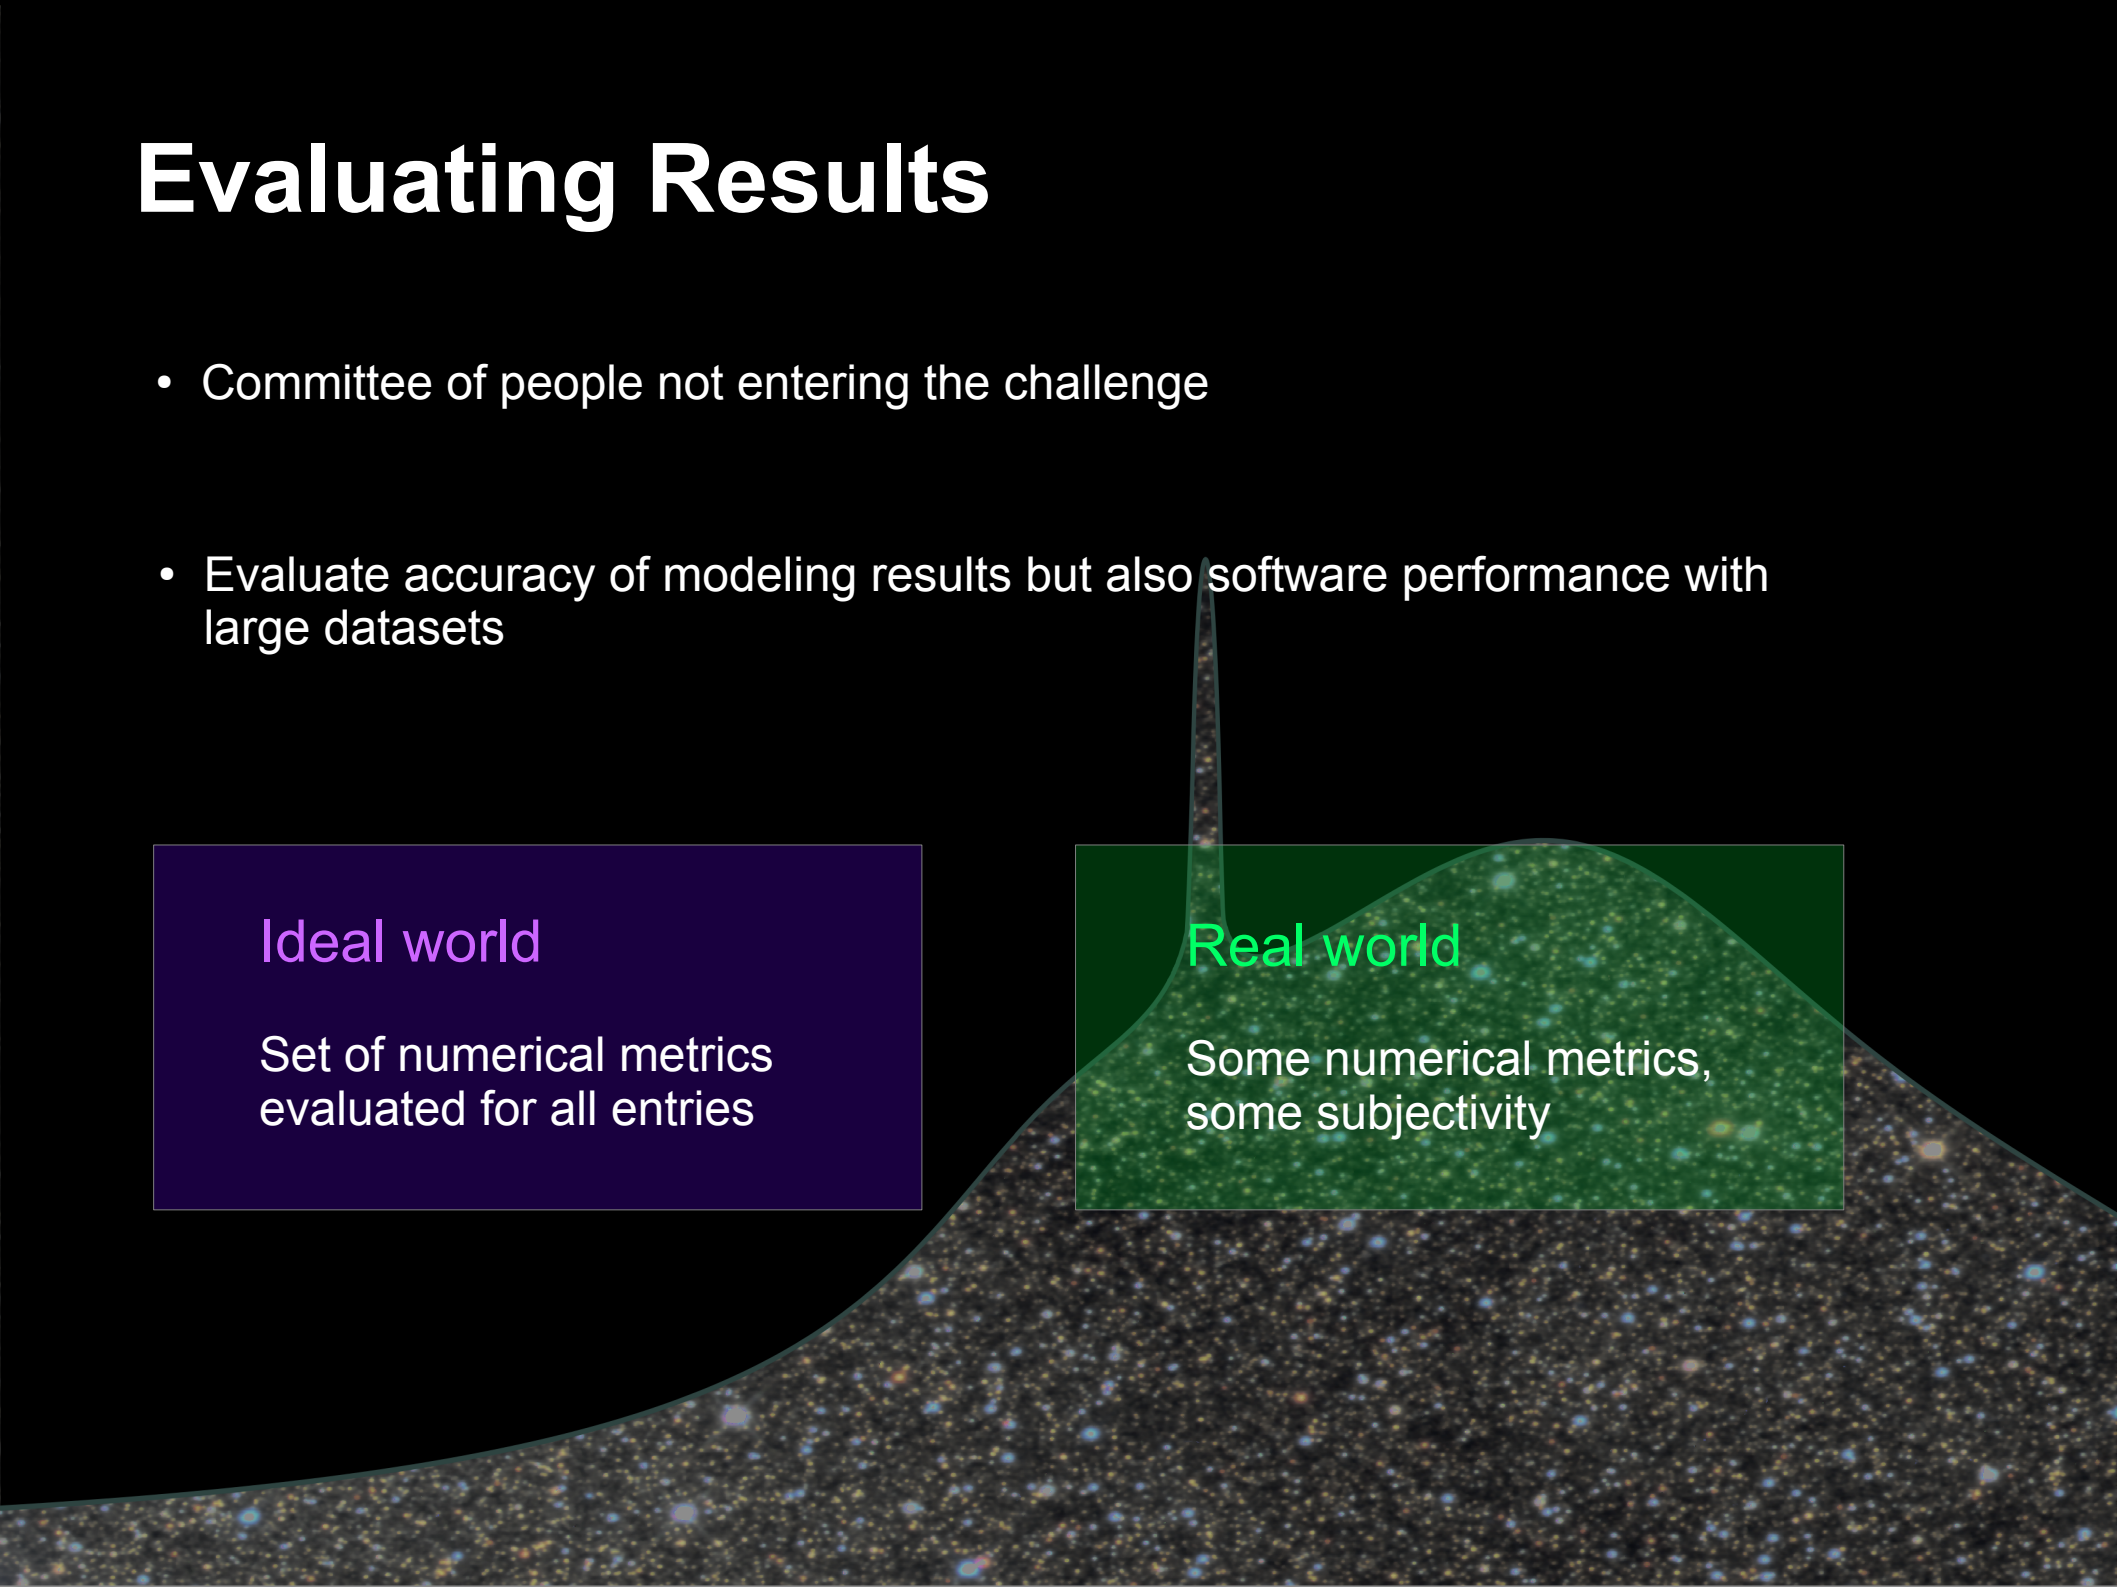 Evaluating Results
• Committee of people not entering the challenge
• Evaluate accuracy of modeling results but also software performance with
large datasets
Ideal world
Set of numerical metrics
evaluated for all entries
Real world
Some numerical metrics,
some subjectivity